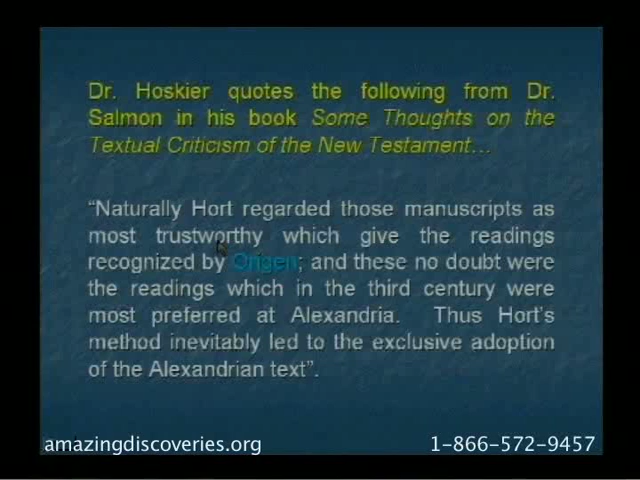 Dr. Hoskier quotes the following from Dr.
Salmon in his book Some Thoughts on the
Textual Criticism of the New Testament…
“Naturally Hort regarded those manuscripts as
most trustworthy which give the readings
recognized by Origen; and these no doubt were
the readings which in the third century were
most preferred at Alexandria. Thus Hort's
method inevitably led to the exclusive adoption
of the Alexandrian text”.
amazingdiscoveries.org
1-866-572-9457